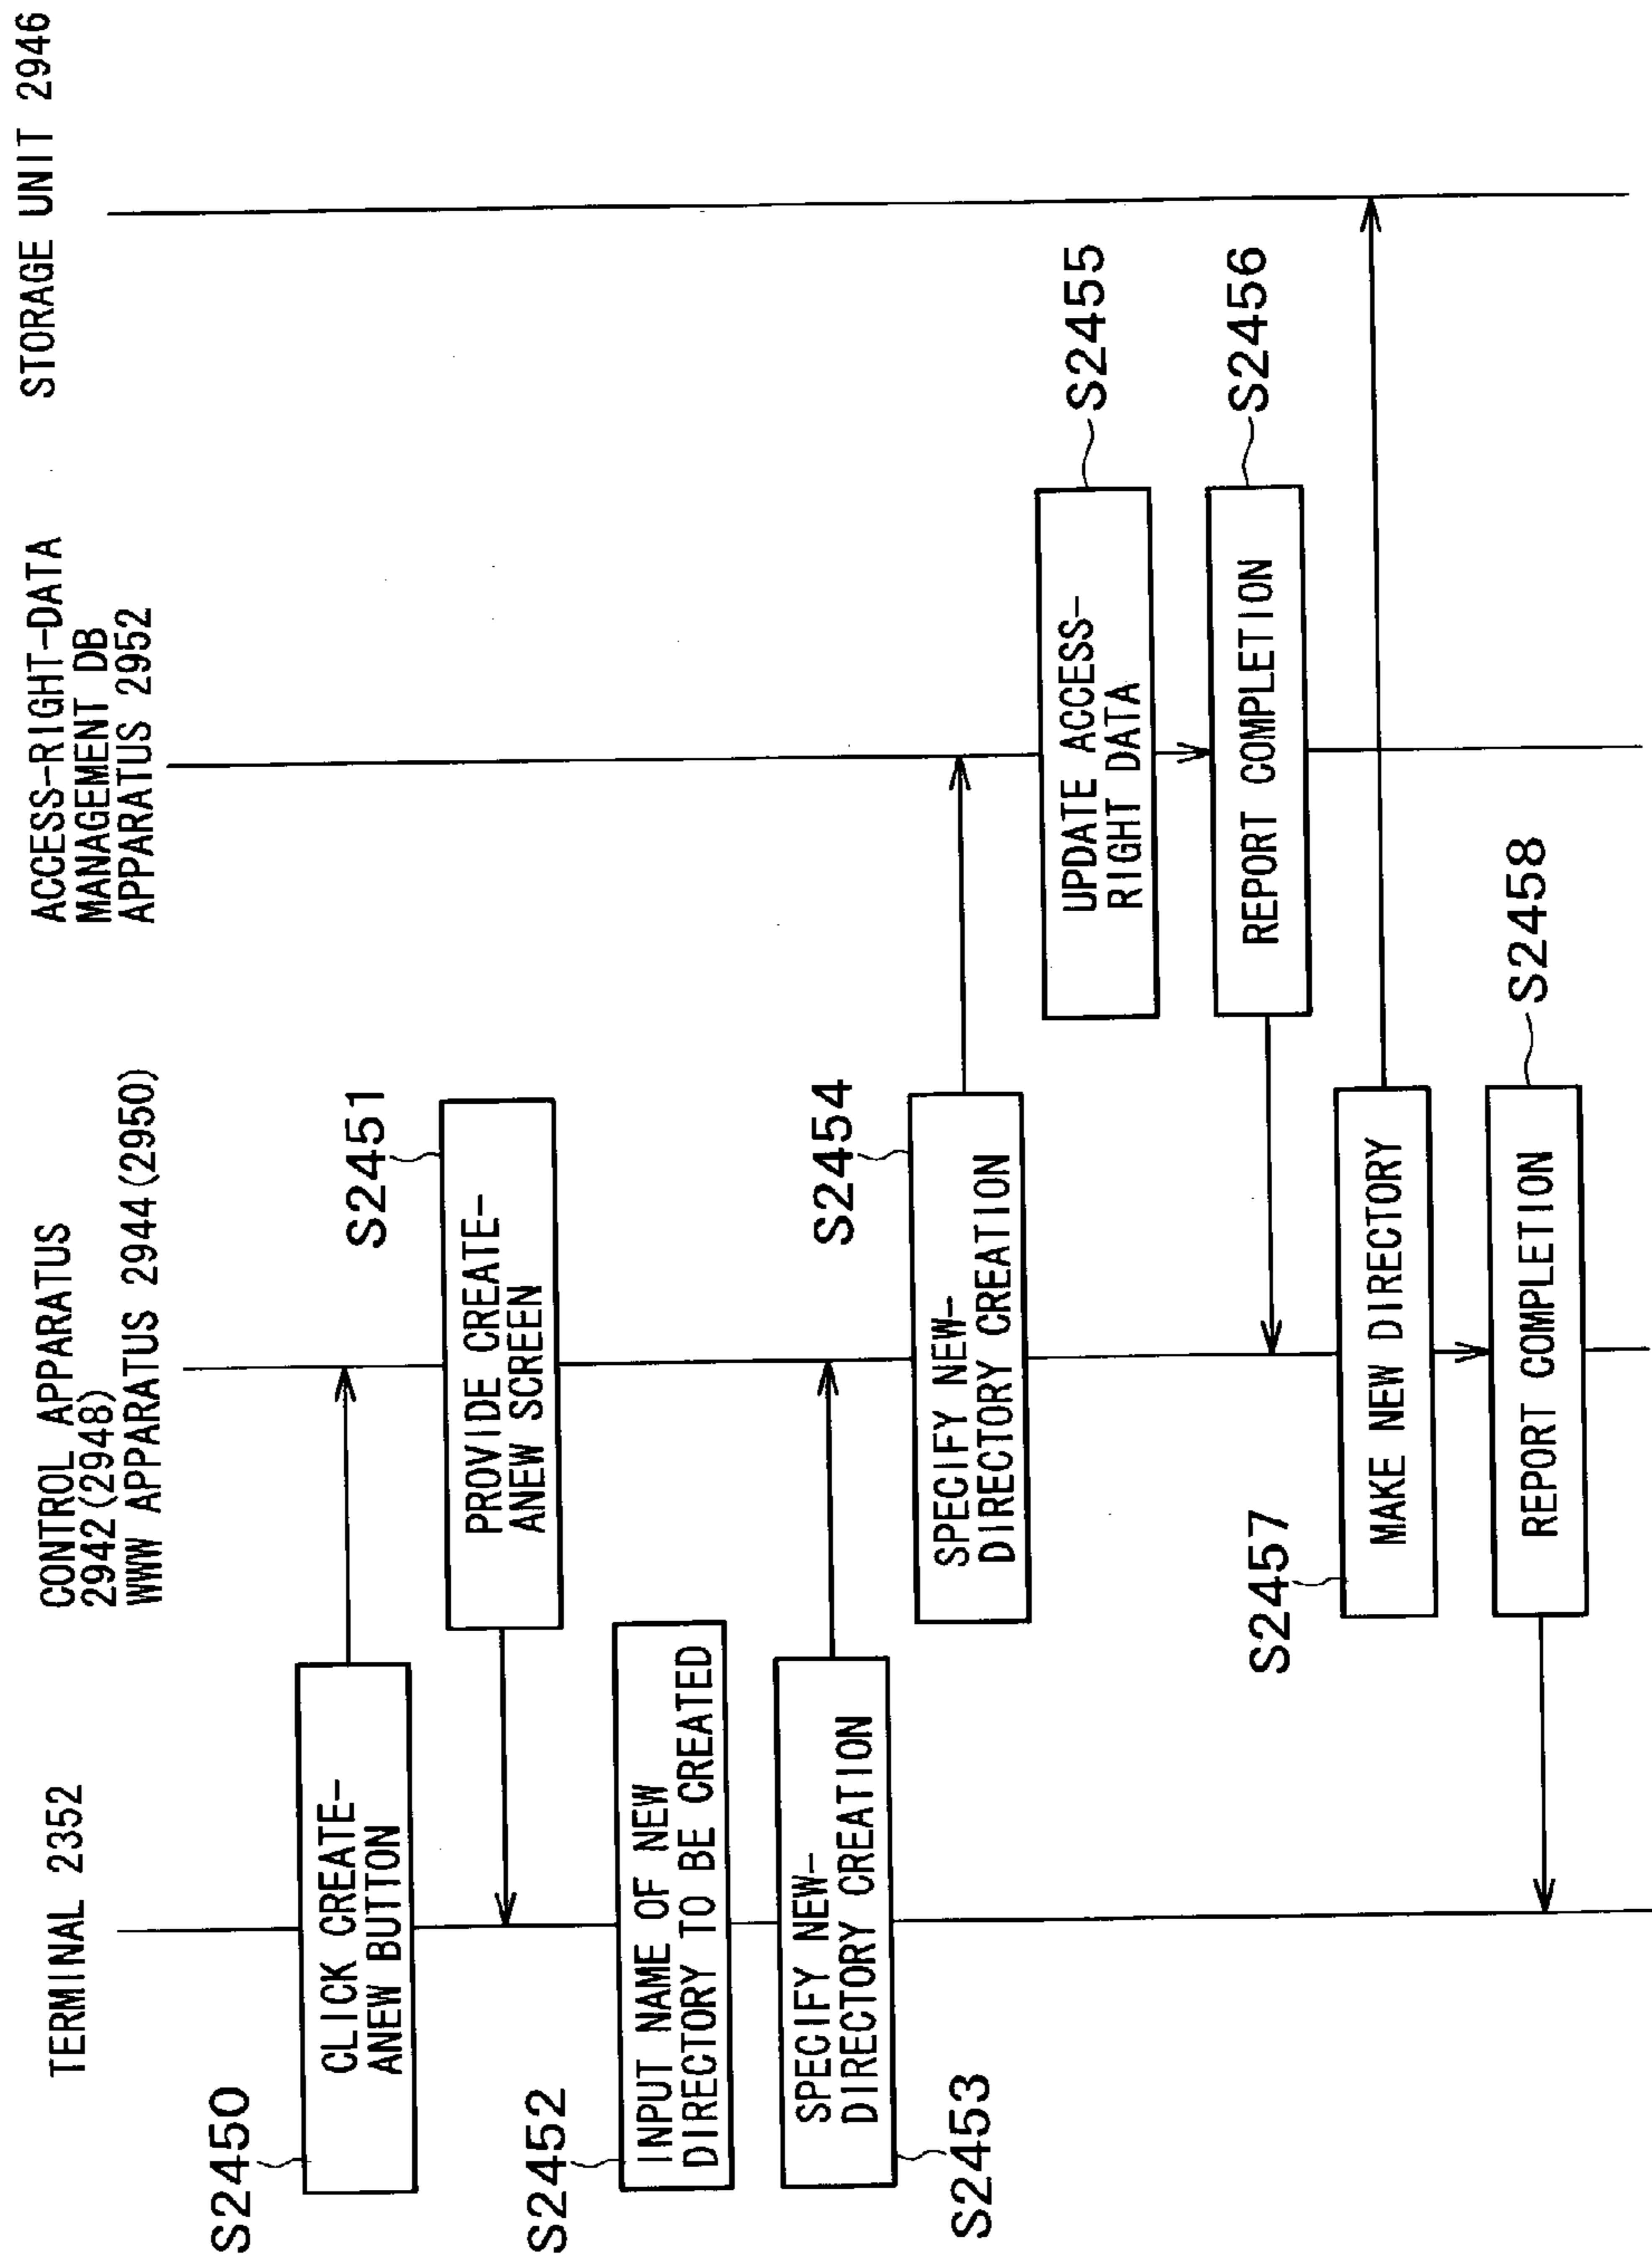 TERMINAL 2352
CONTROL APPARATUS
2942(2948)
WWW APPARATUS 2944(2950)
ACCESS-RIGHT-DATA
MANAGEMENT DB
APPARATUS 2952
STORAGE UNIT 2946
S2450
CLICK CREATE-
ANEW BUTTON
S2451
PROVIDE CREATE-
ANEW SCREEN
S2452
INPUT NAME OF NEW
DIRECTORY TO BE CREATED
S2453
SPECIFY NEW-
DIRECTORY CREATION
S2454
SPECIFY NEW-
DIRECTORY CREATION
S2455
UPDATE ACCESS-
RIGHT DATA
S2456
REPORT COMPLETION
S2457
MAKE NEW DIRECTORY
S2458
REPORT COMPLETION